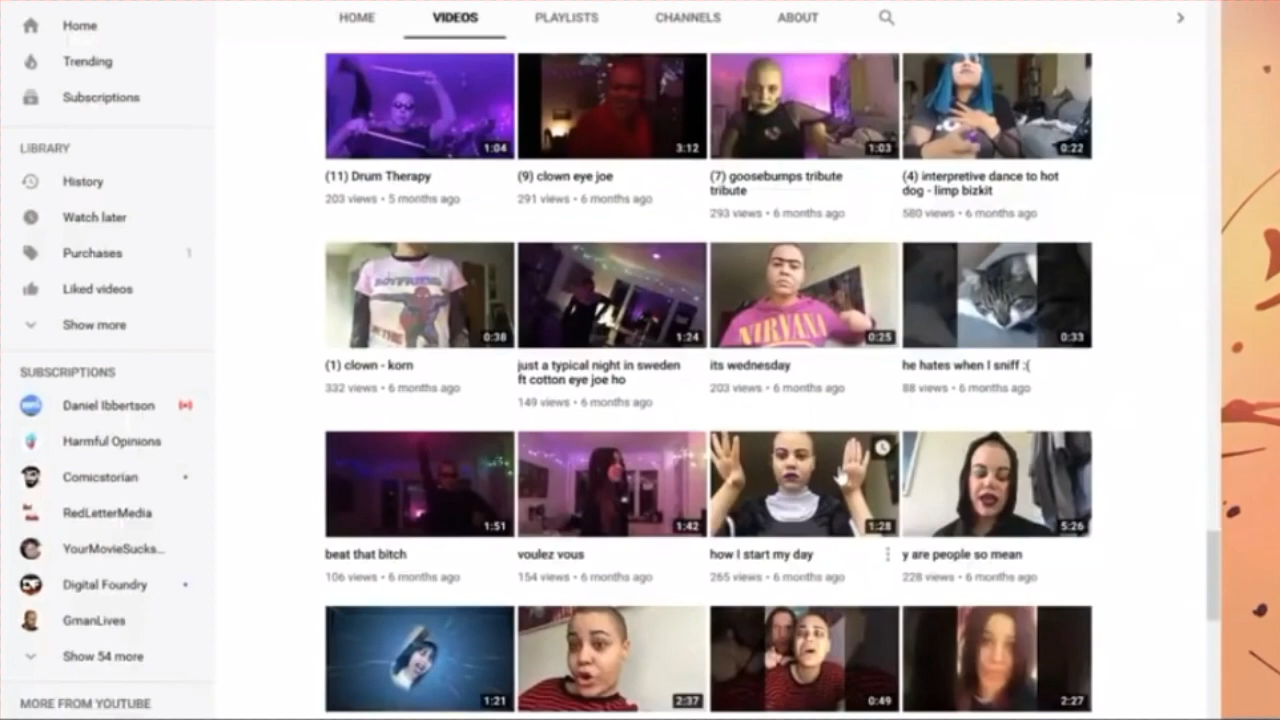 Home
Trending
Subscriptions
LIBRARY
History
Watch later
Purchases 1
Liked videos
Show more
SUBSCRIPTIONS
Daniel Ibbertson
Harmful Opinions
Comicstorian
RedLetterMedia
YourMovieSucks...
Digital Foundry
GmanLives
Show 54 more
MORE FROM YOUTUBE
HOME VIDEOS PLAYLISTS CHANNELS ABOUT
1:04 3:12 1:03 0:22
(11) Drum Therapy
203 views • 5 months ago
(9) clown eye joe
291 views • 6 months ago
(7) goosebumps tribute
tribute
293 views • 6 months ago
(4) interpretive dance to hot
dog - limp bizkit
580 views • 6 months ago
NIRVANA
0:38 1:24 0:25 0:33
(1) clown - korn
332 views • 6 months ago
just a typical night in sweden
ft cotton eye joe ho
149 views • 6 months ago
its wednesday
203 views • 6 months ago
he hates when I sniff :(
88 views • 6 months ago
1:51 1:42 1:28 5:26
beat that bitch
106 views • 6 months ago
voulez vous
154 views • 6 months ago
how I start my day
265 views • 6 months ago
y are people so mean
228 views • 6 months ago
1:21 2:37 0:49 2:27